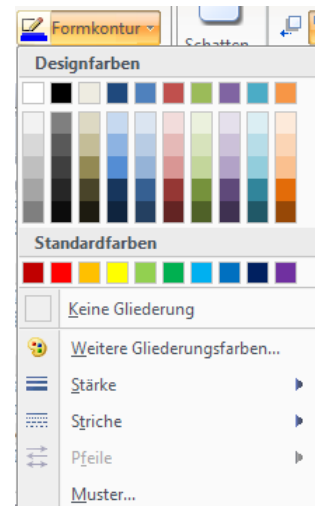 Formkontur
Schatten
Designfarben
Standardfarben
Keine Gliederung
Weitere Gliederungsfarben...
Stärke
Striche
Pfeile
Muster...